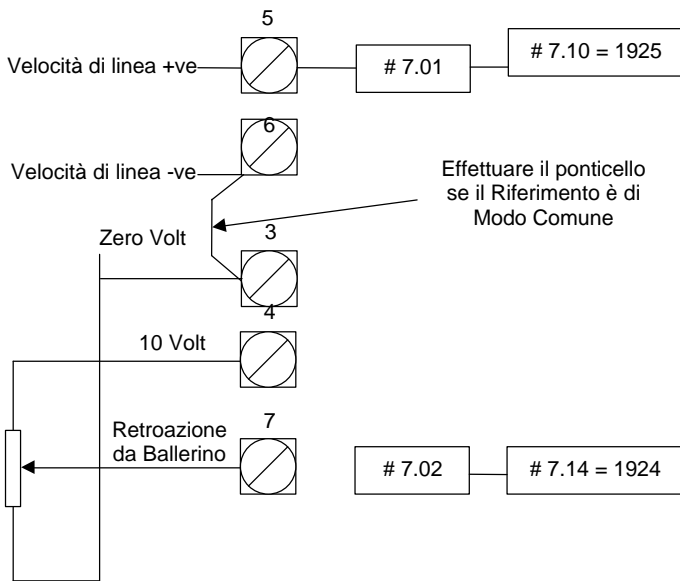 5
Velocità di linea +ve
# 7.01
# 7.10 = 1925
6
Velocità di linea -ve
Effettuare il ponticello
se il Riferimento è di
Modo Comune
Zero Volt
3
4
10 Volt
Retroazione
da Ballerino
7
# 7.02
# 7.14 = 1924